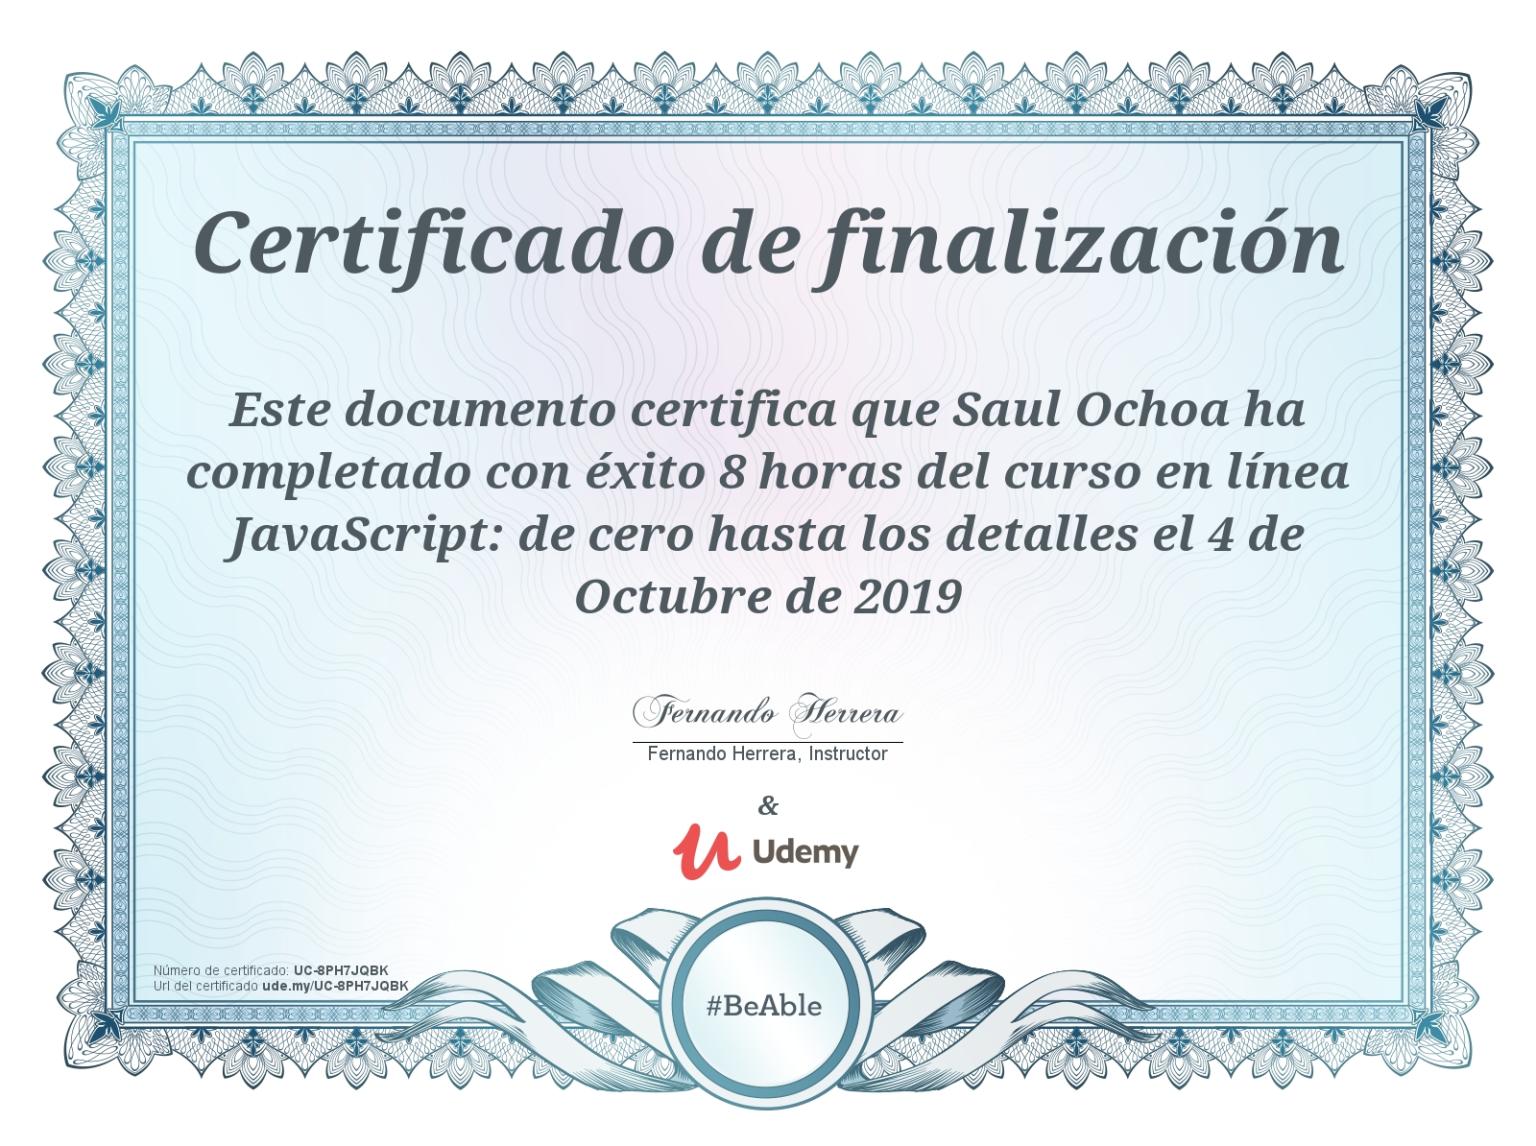 Certificado de finalización
Este documento certifica que Saul Ochoa ha
completado con éxito 8 horas del curso en línea
JavaScript: de cero hasta los detalles el 4 de
Octubre de 2019
Fernando Herrera
Fernando Herrera, Instructor
&
Udemy
Número de certificado: UC-8PH7JQBK
Url del certificado ude.my/UC-8PH7JQBK
#BeAble